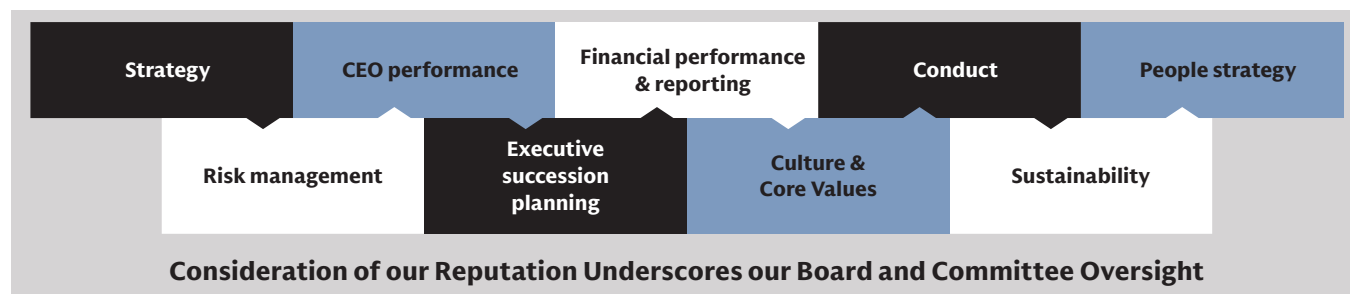 Strategy
CEO performance
Financial performance
& reporting
Conduct
People strategy
Risk management
Executive
succession
planning
Culture &
Core Values
Sustainability
Consideration of our Reputation Underscores our Board and Committee Oversight